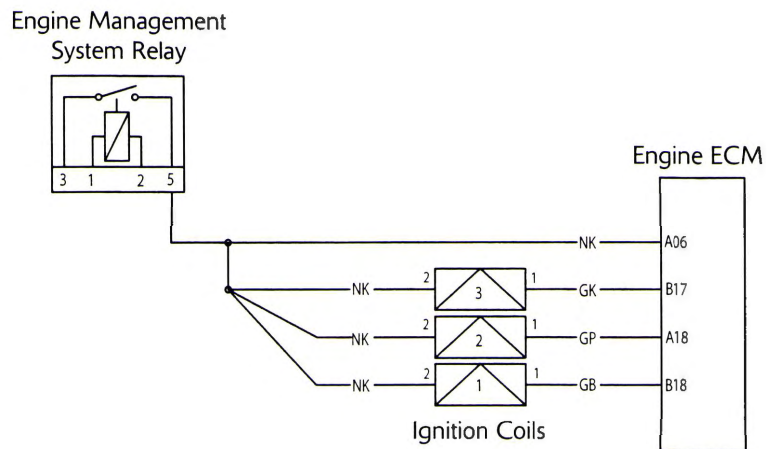 Engine Management
System Relay
3 1 2 5
Engine ECM
NK A06
NK 2 3 1 GK B17
NK 2 2 1 GP A18
NK 2 1 1 GB B18
Ignition Coils